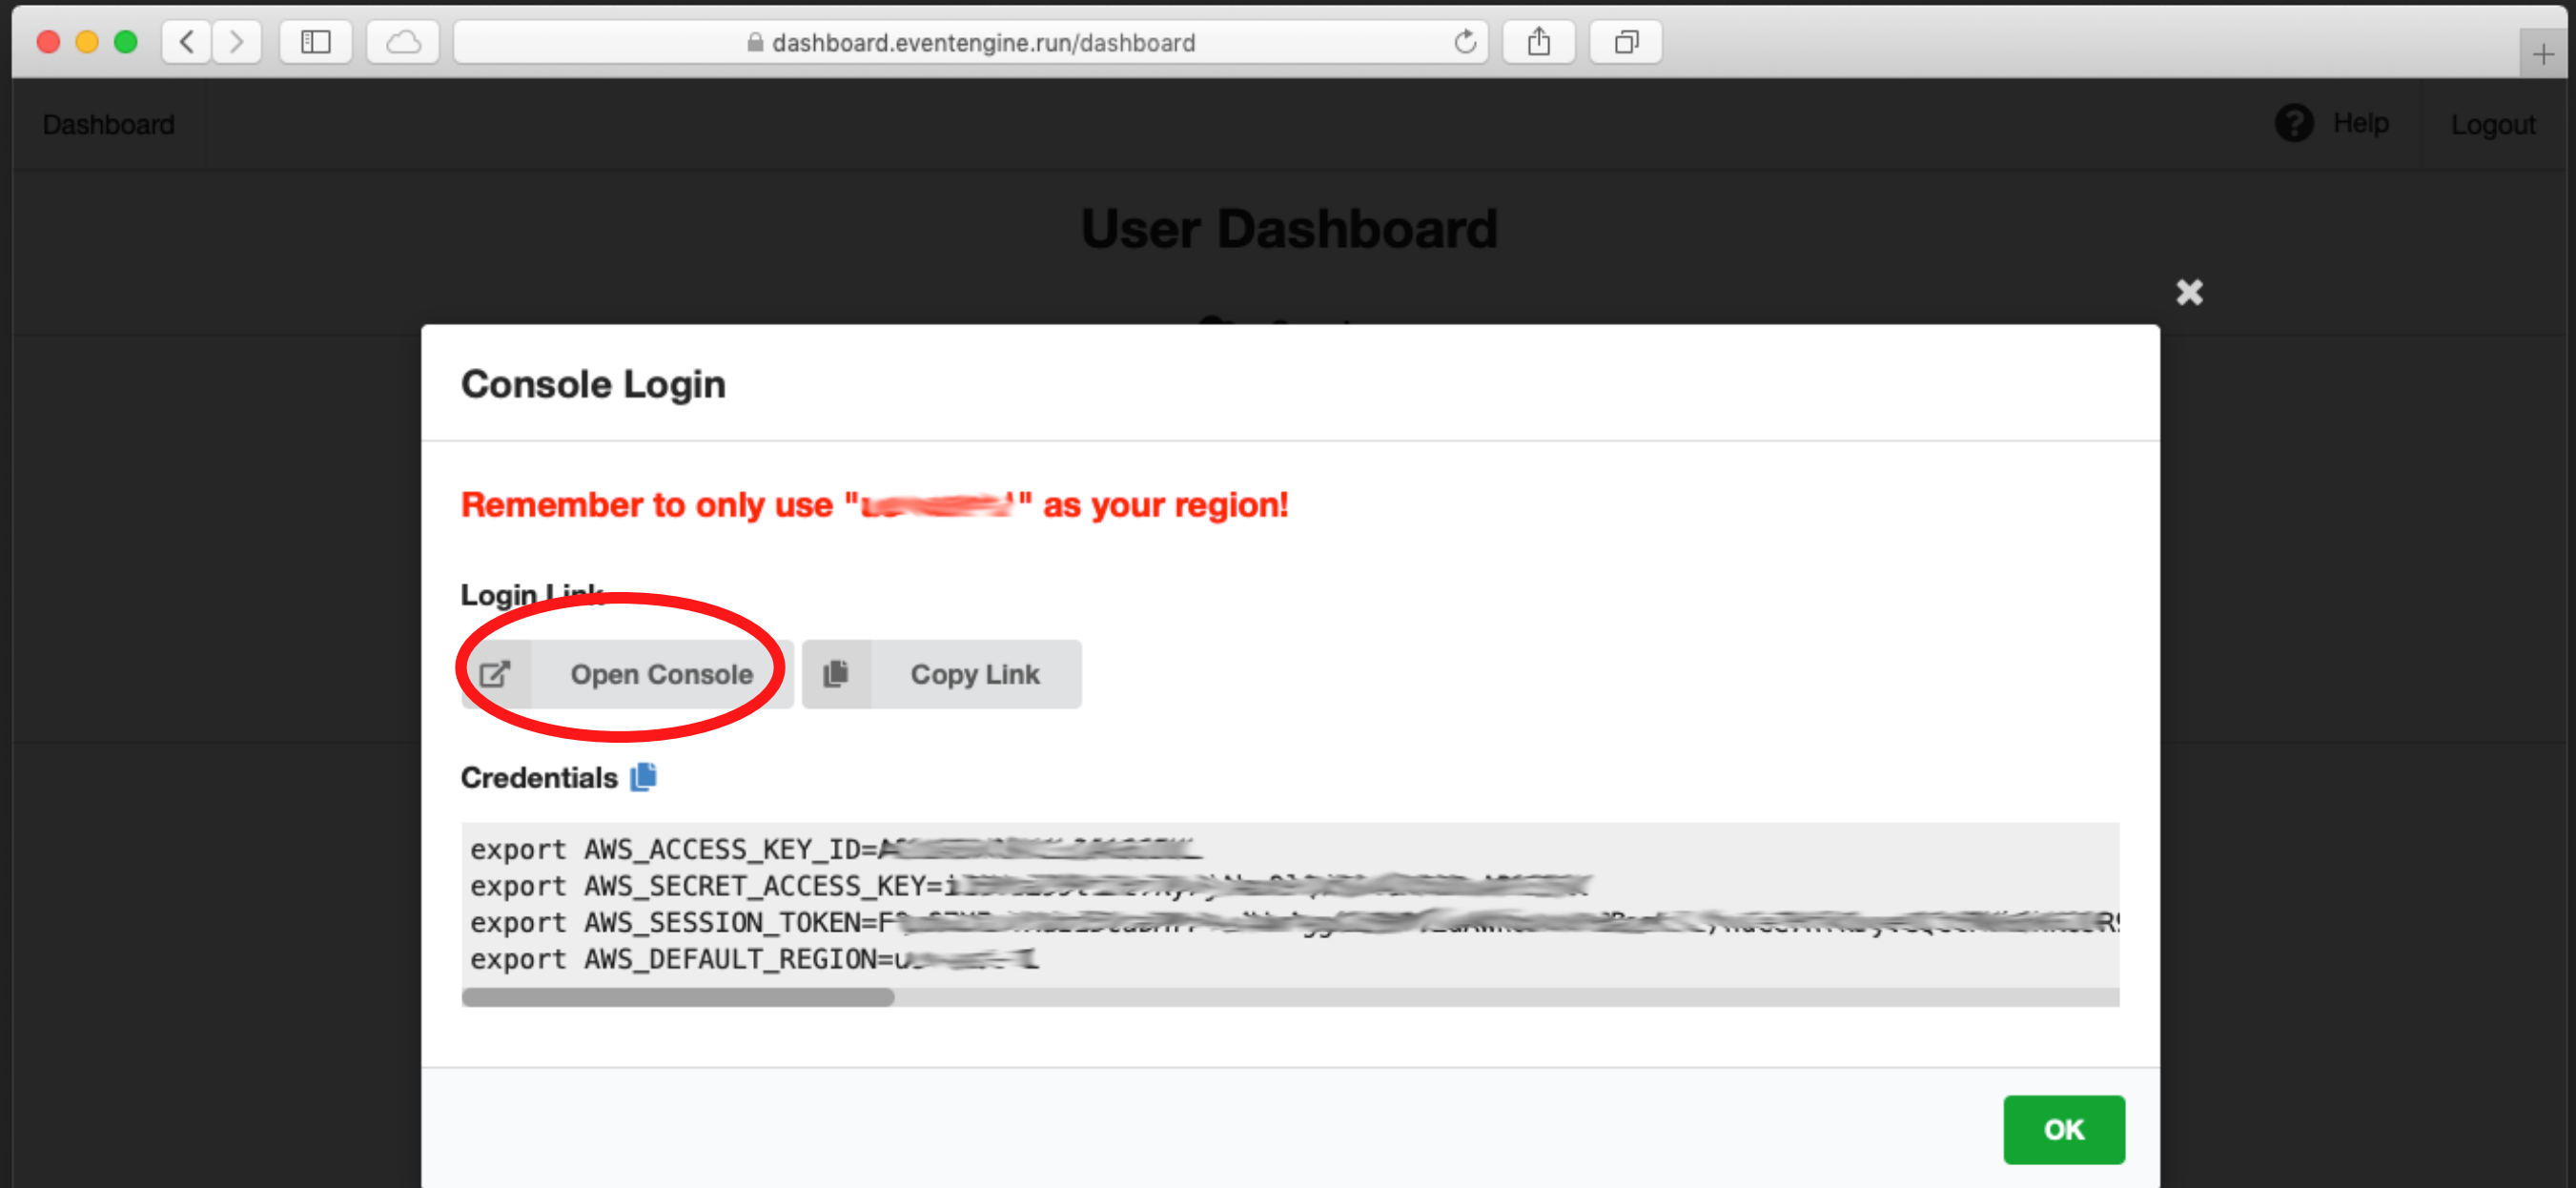 dashboard.eventengine.run/dashboard
Dashboard
Help
Logout
User Dashboard
Console Login
Remember to only use "" as your region!
Login Link
Open Console
Copy Link
Credentials
export AWS_ACCESS_KEY_ID=
export AWS_SECRET_ACCESS_KEY=
export AWS_SESSION_TOKEN=
export AWS_DEFAULT_REGION=
OK